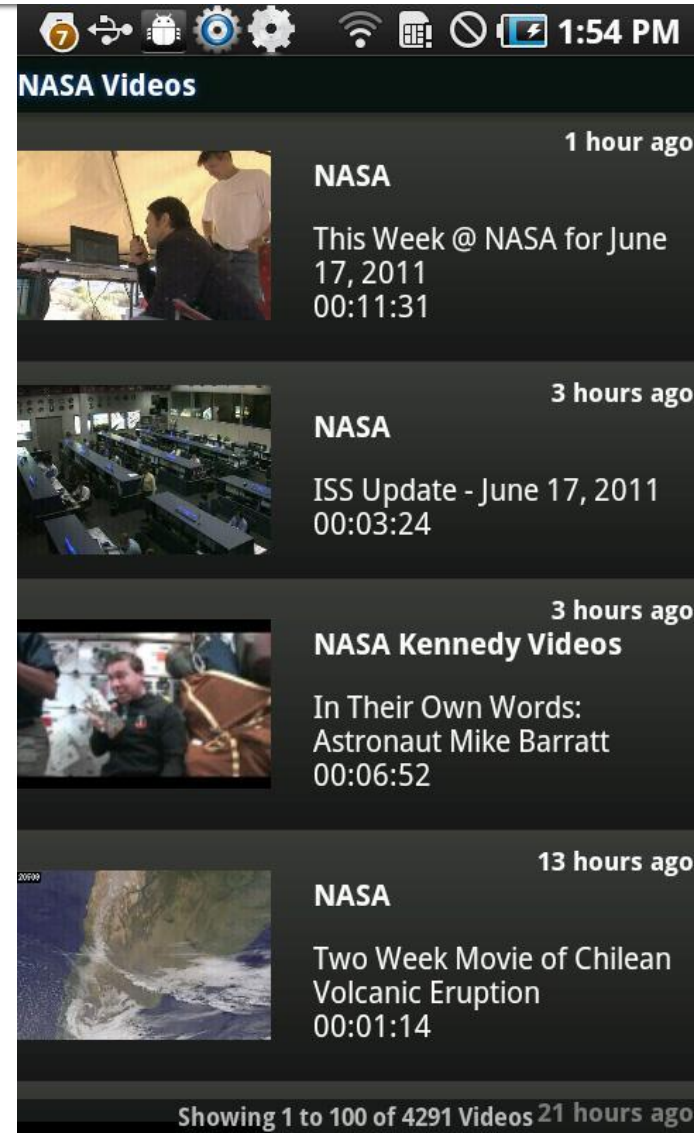 7
1:54 PM
NASA Videos
1 hour ago
NASA
This Week @ NASA for June
17, 2011
00:11:31
3 hours ago
NASA
ISS Update - June 17, 2011
00:03:24
3 hours ago
NASA Kennedy Videos
In Their Own Words:
Astronaut Mike Barratt
00:06:52
13 hours ago
NASA
Two Week Movie of Chilean
Volcanic Eruption
00:01:14
Showing 1 to 100 of 4291 Videos
21 hours ago